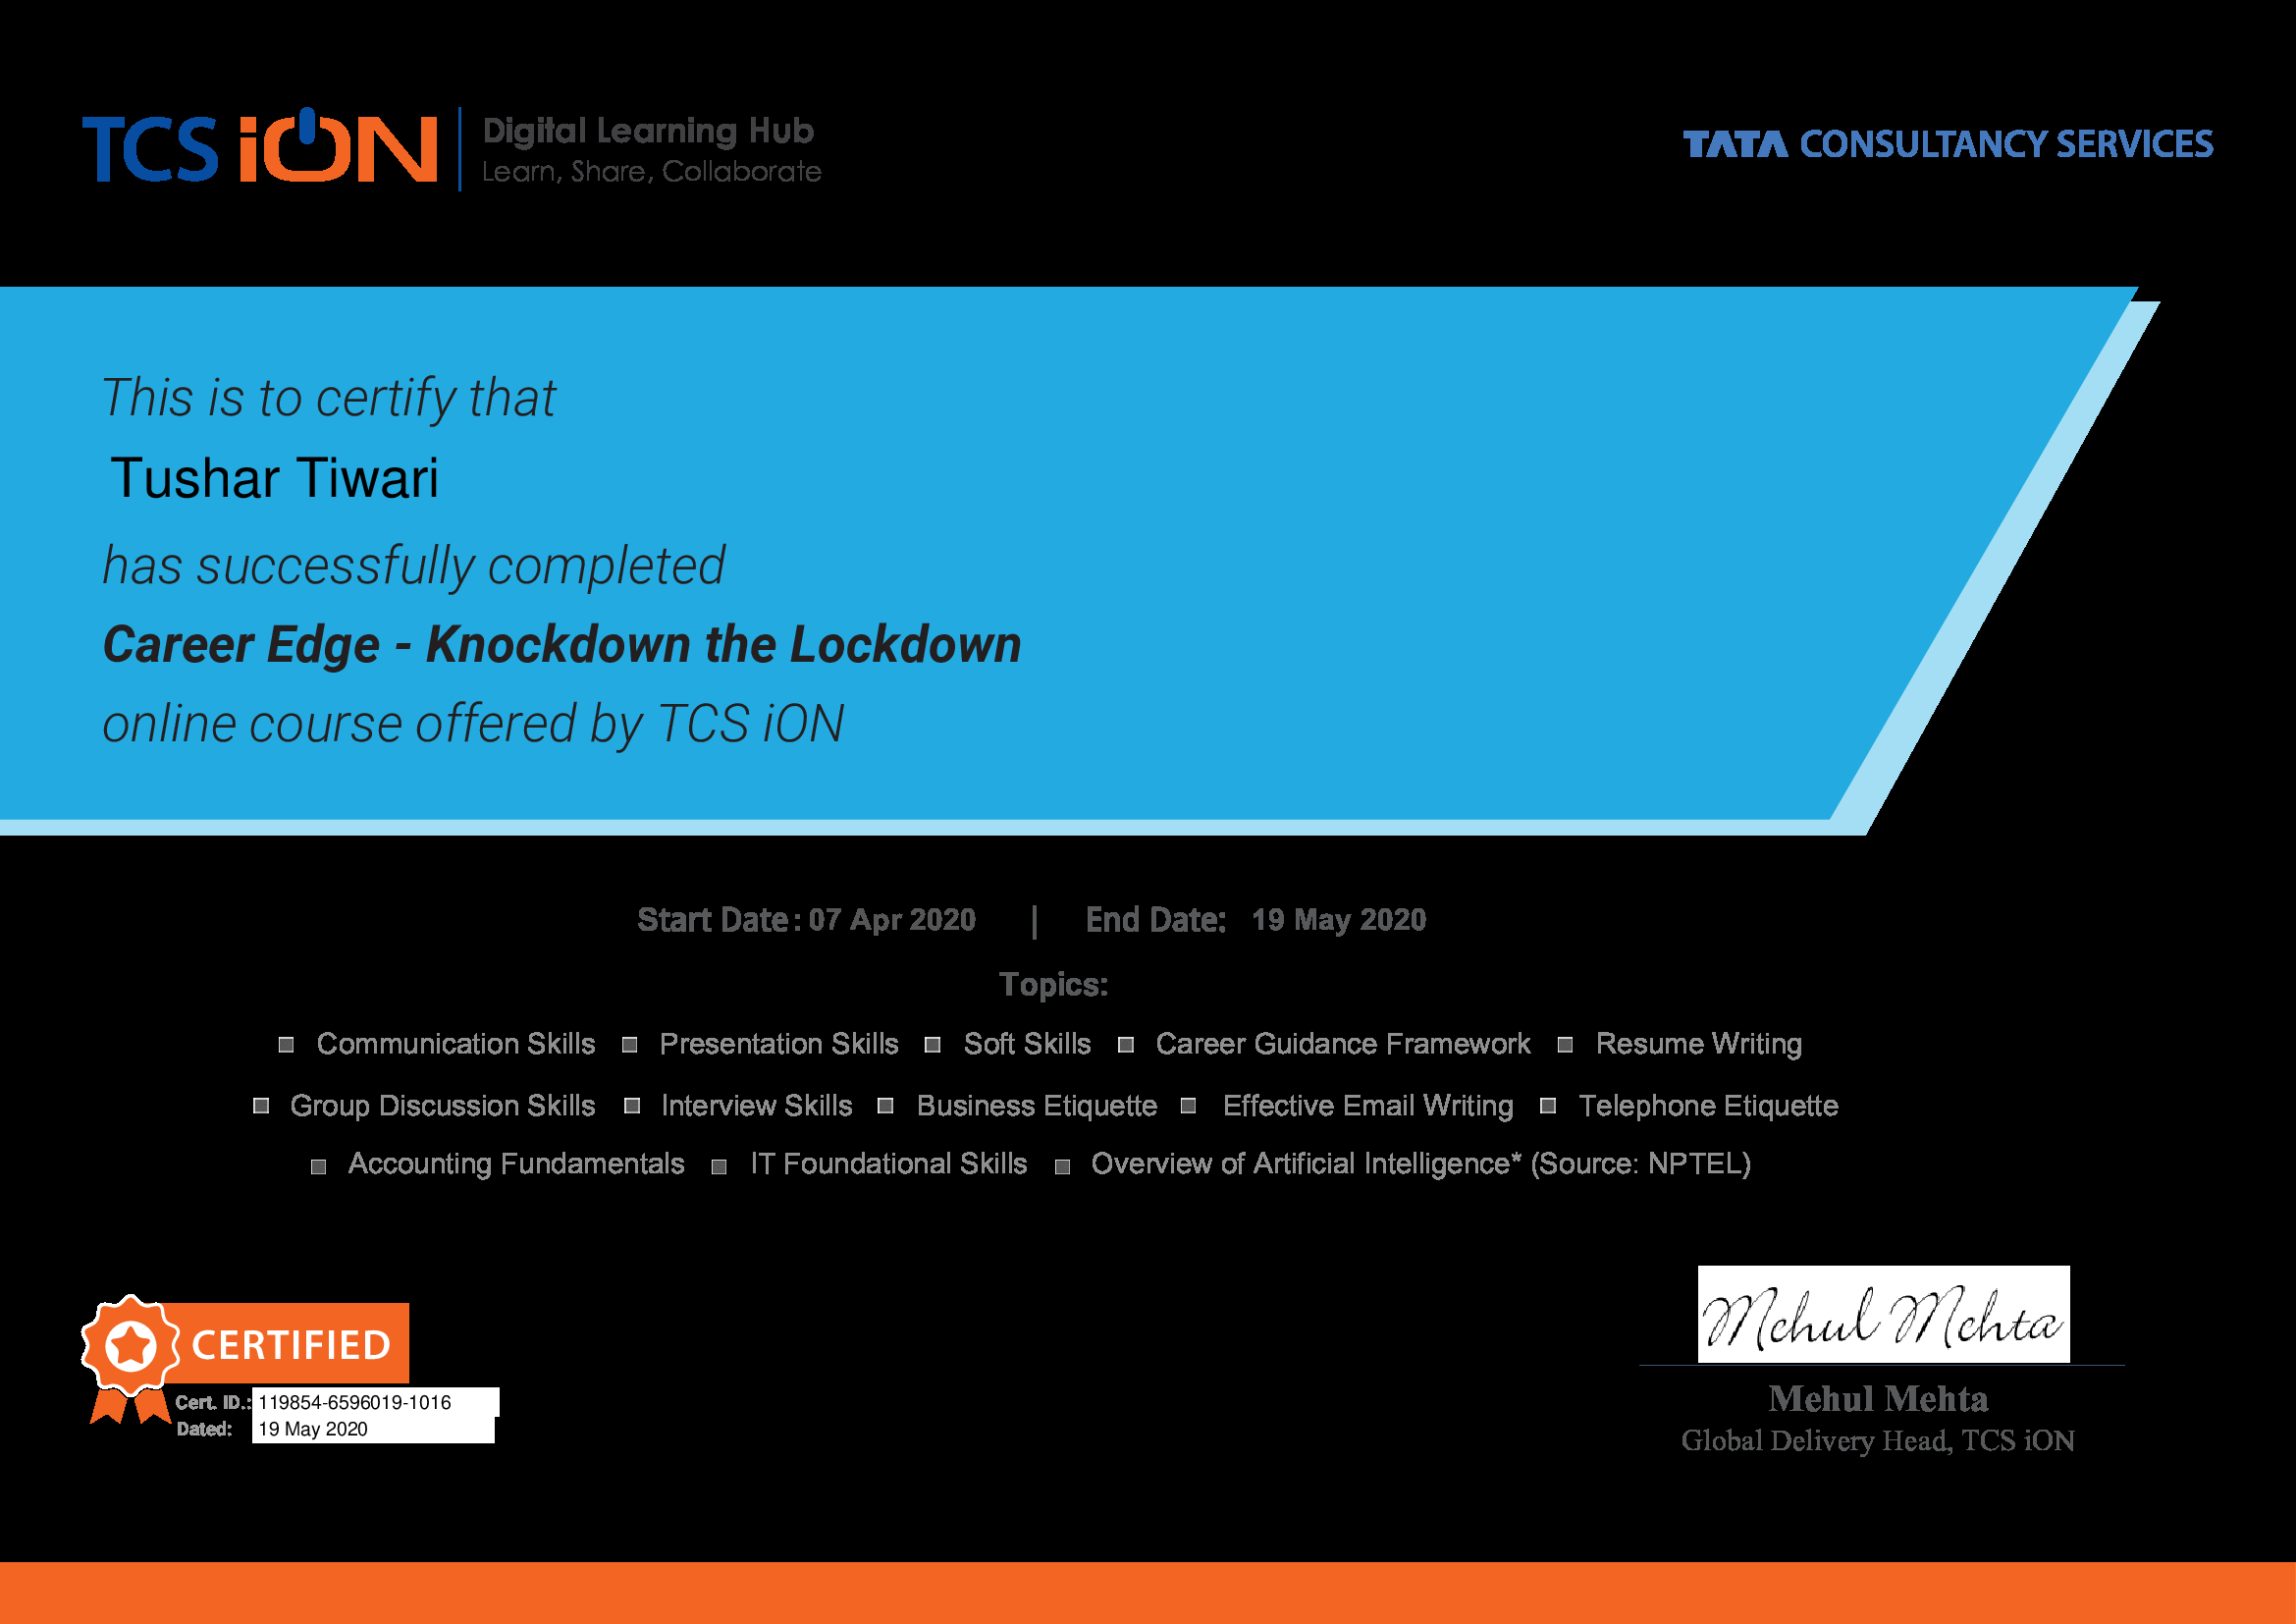 TCS iON Digital Learning Hub
Learn, Share, Collaborate
TATA CONSULTANCY SERVICES
This is to certify that
Tushar Tiwari
has successfully completed
Career Edge - Knockdown the Lockdown
online course offered by TCS iON
Start Date : 07 Apr 2020 | End Date: 19 May 2020
Topics:
Communication Skills Presentation Skills Soft Skills Career Guidance Framework Resume Writing
Group Discussion Skills Interview Skills Business Etiquette Effective Email Writing Telephone Etiquette
Accounting Fundamentals IT Foundational Skills Overview of Artificial Intelligence* (Source: NPTEL)
CERTIFIED
Cert. ID.: 119854-6596019-1016
Dated: 19 May 2020
Mehul Mehta
Mehul Mehta
Global Delivery Head, TCS iON